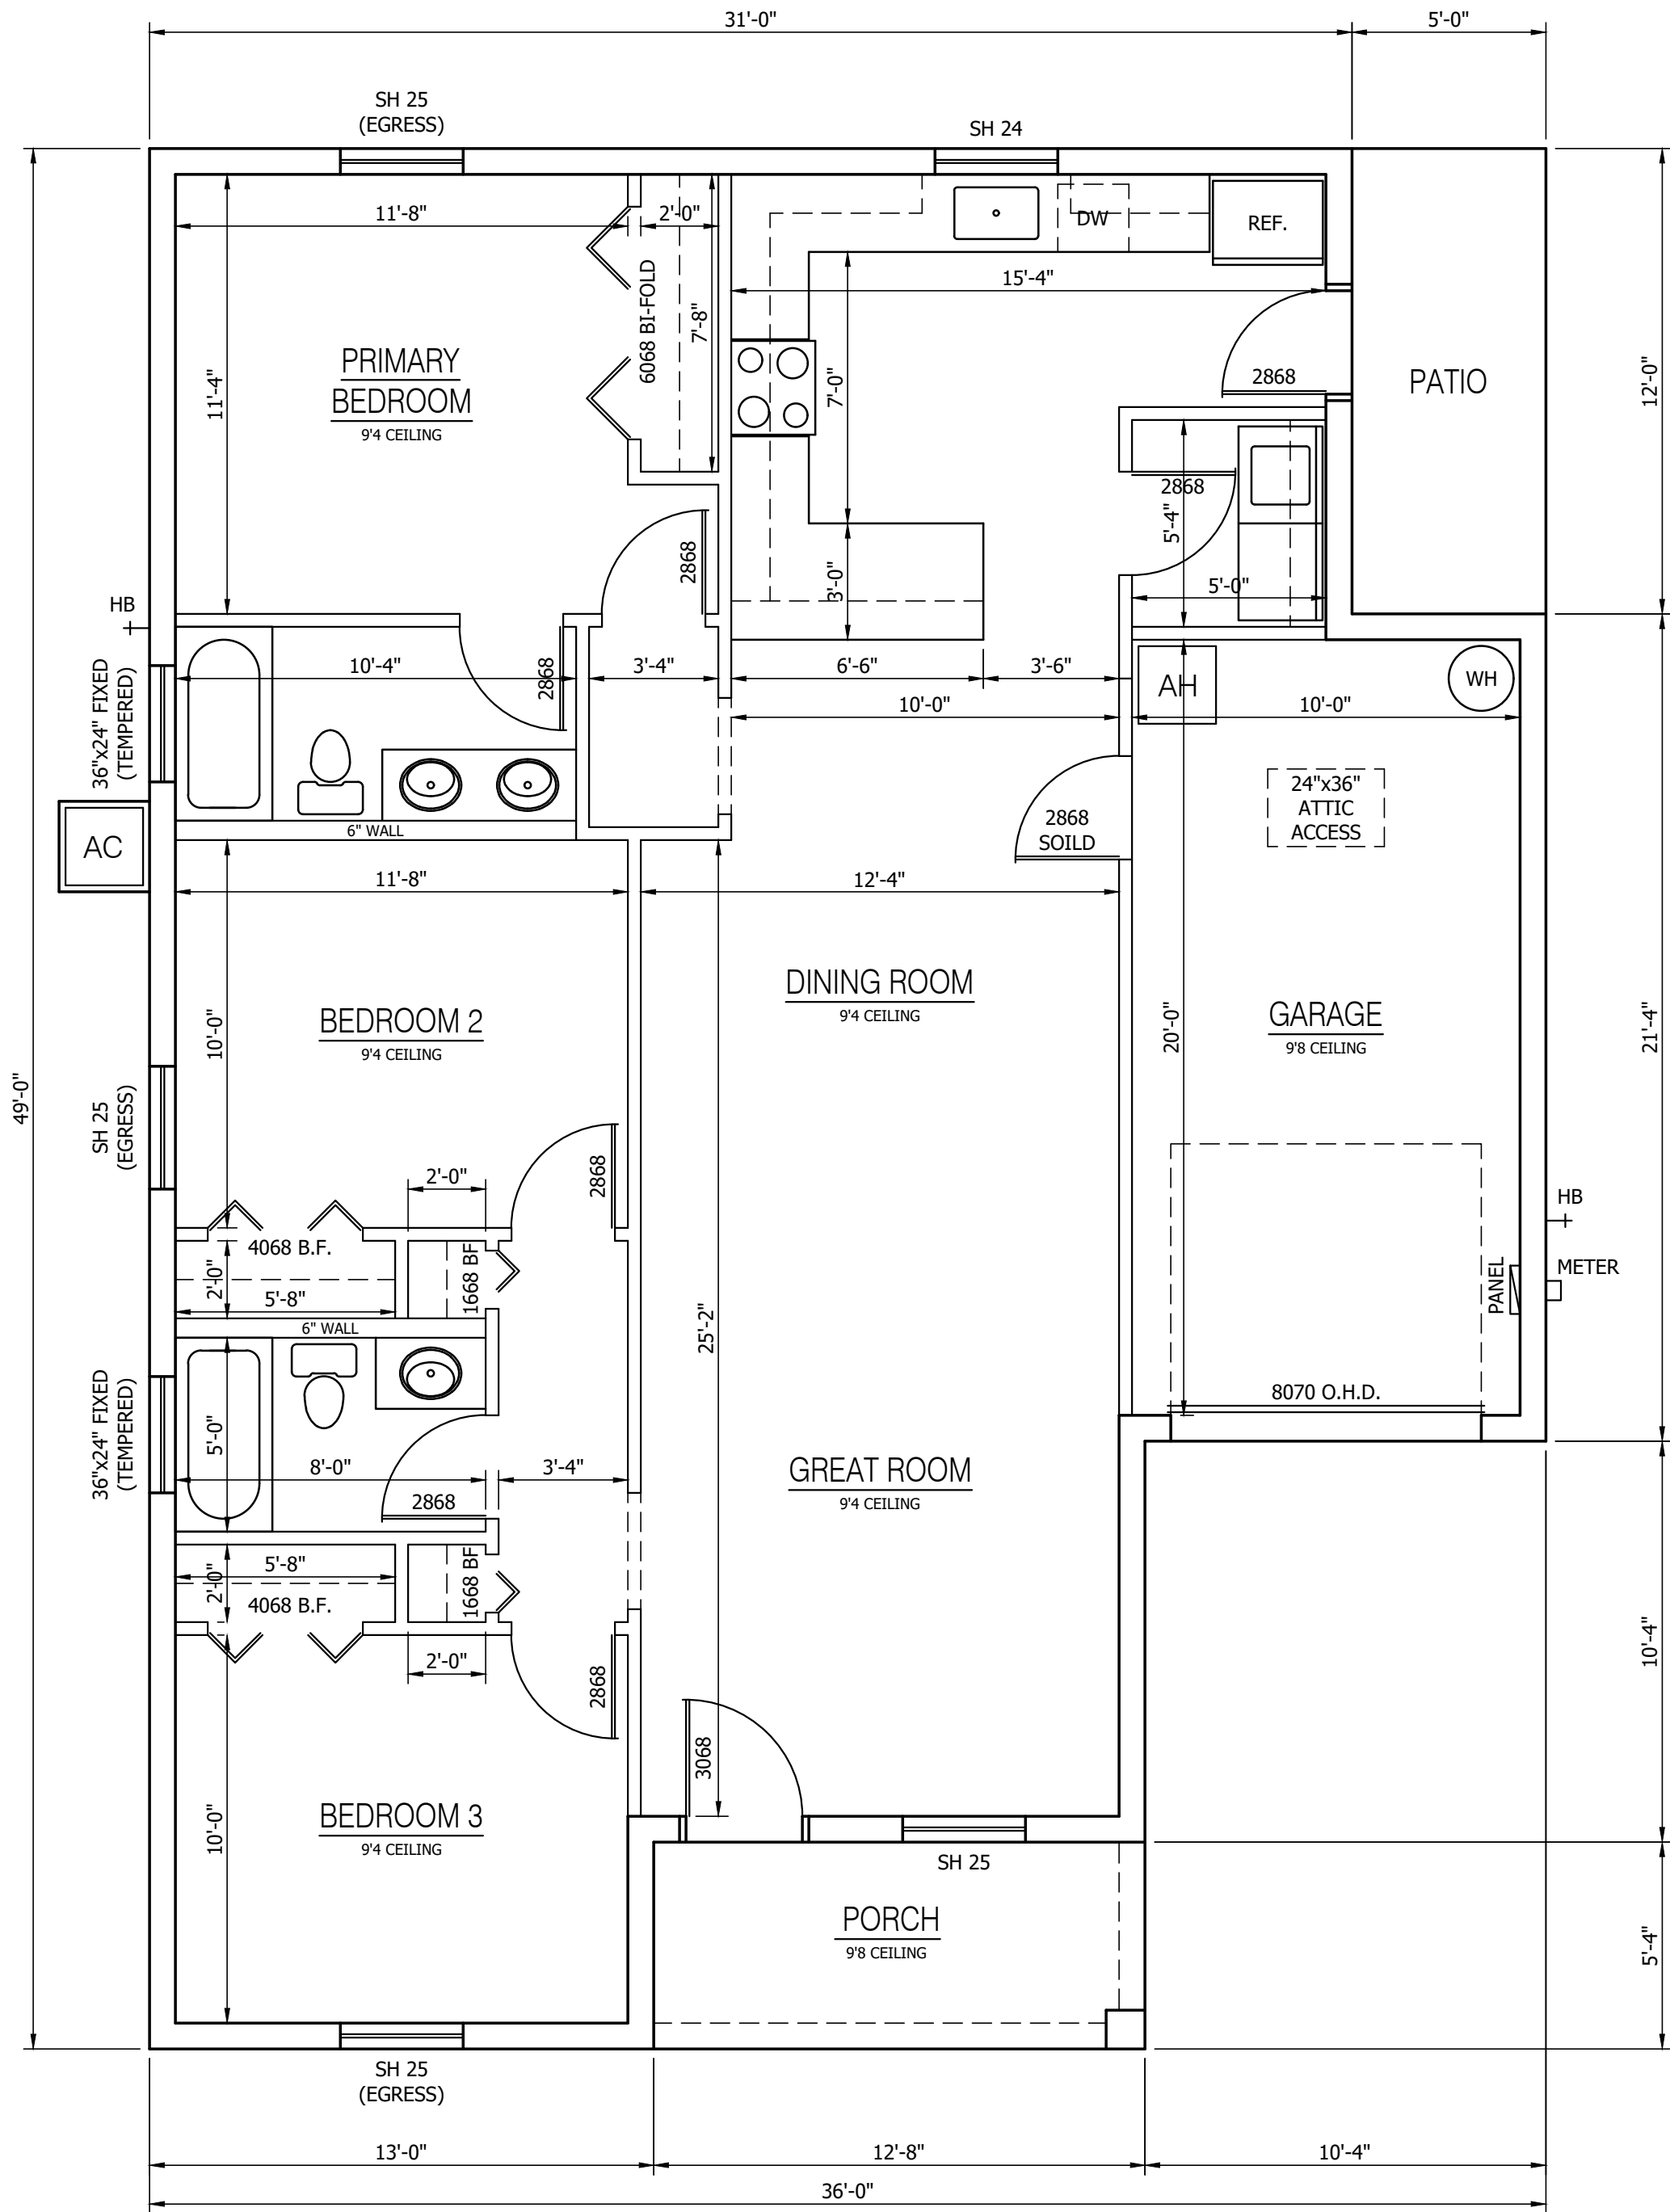 31'-0"
5'-0"
SH 25
(EGRESS)
SH 24
11'-8"
2'-0"
DW
REF.
15'-4"
6068 BI-FOLD
7'-8"
PRIMARY
BEDROOM
9'4 CEILING
11'-4"
7'-0"
2868
PATIO
12'-0"
2868
5'-4"
2868
3'-0"
5'-0"
HB
36"x24" FIXED
(TEMPERED)
10'-4"
2868
3'-4"
6'-6"
3'-6"
AH
WH
10'-0"
10'-0"
24"x36"
ATTIC
ACCESS
2868
SOILD
6" WALL
AC
11'-8"
12'-4"
DINING ROOM
9'4 CEILING
BEDROOM 2
9'4 CEILING
10'-0"
GARAGE
9'8 CEILING
20'-0"
21'-4"
49'-0"
SH 25
(EGRESS)
2'-0"
2868
HB
4068 B.F.
1668 BF
2'-0"
5'-8"
PANEL
METER
6" WALL
25'-2"
36"x24" FIXED
(TEMPERED)
8070 O.H.D.
5'-0"
8'-0"
3'-4"
GREAT ROOM
9'4 CEILING
2868
5'-8"
2'-0"
1668 BF
4068 B.F.
2'-0"
2868
10'-4"
3068
BEDROOM 3
9'4 CEILING
10'-0"
SH 25
PORCH
9'8 CEILING
5'-4"
SH 25
(EGRESS)
13'-0"
12'-8"
10'-4"
36'-0"